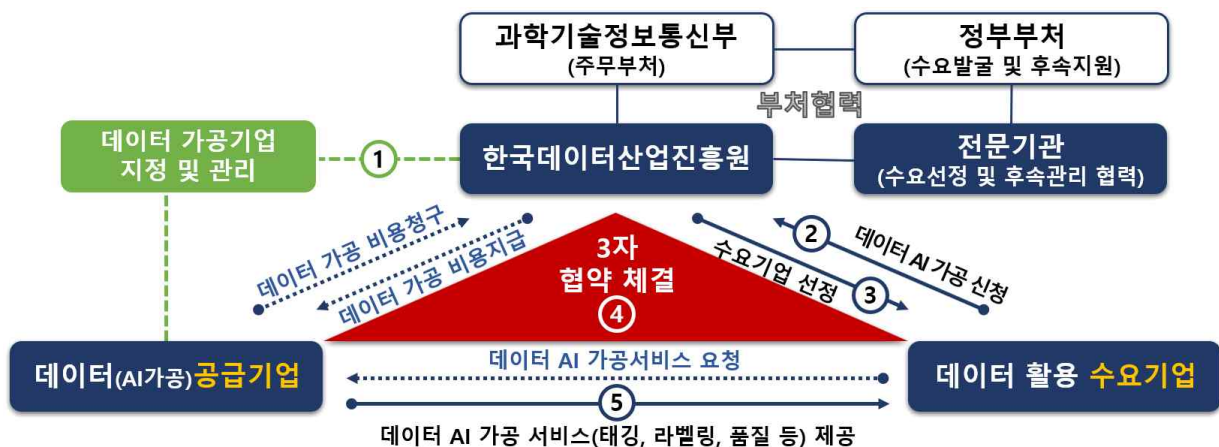 과학기술정보통신부
(주무부처)
정부부처
(수요발굴 및 후속지원)
부처협력
데이터 가공기업
지정 및 관리
1
한국데이터산업진흥원
전문기관
(수요선정 및 후속관리 협력)
데이터 가공 비용청구
데이터 가공 비용지급
3자
협약 체결
4
수요기업 선정
3
2
데이터 AI 가공 신청
데이터(AI가공)공급기업
데이터 AI 가공서비스 요청
5
데이터 AI 가공 서비스(태깅, 라벨링, 품질 등) 제공
데이터 활용 수요기업